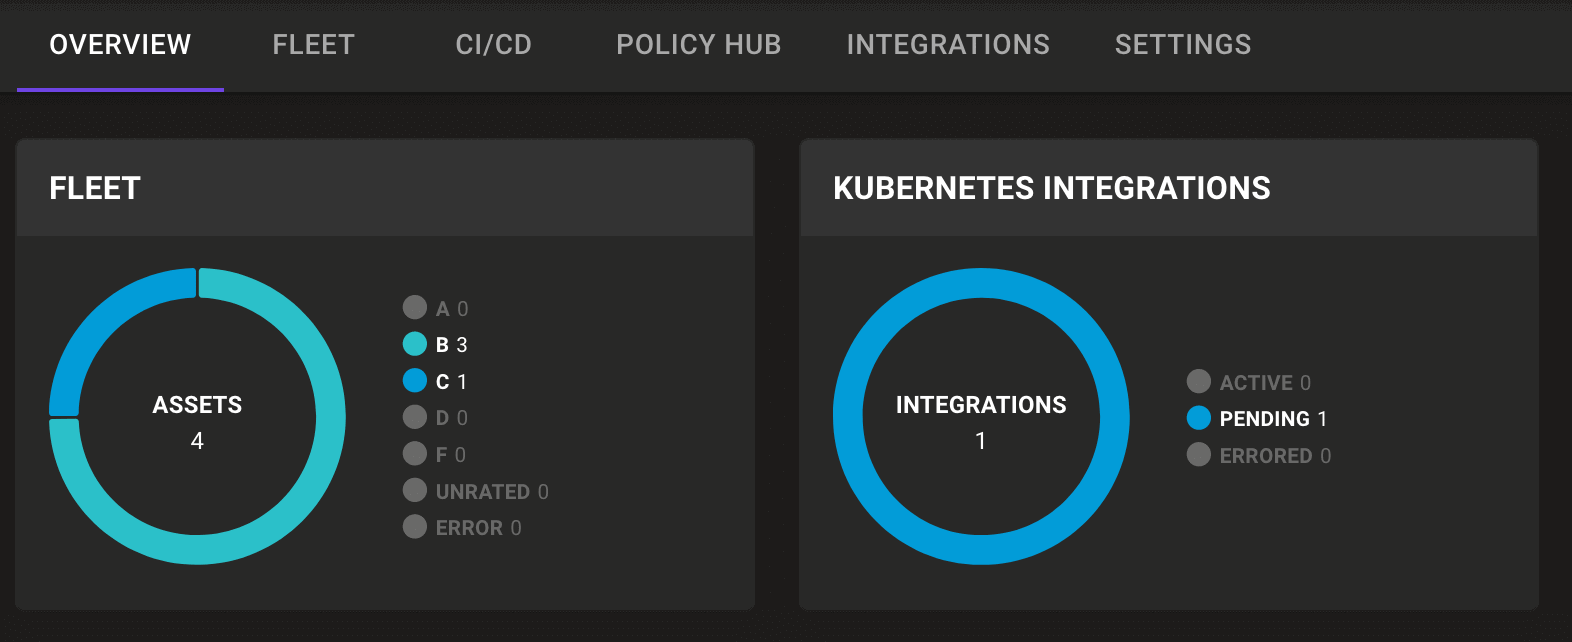 OVERVIEW FLEET CI/CD POLICY HUB INTEGRATIONS SETTINGS
FLEET
ASSETS
4
A 0
B 3
C 1
D 0
F 0
UNRATED 0
ERROR 0
KUBERNETES INTEGRATIONS
INTEGRATIONS
1
ACTIVE 0
PENDING 1
ERRORED 0